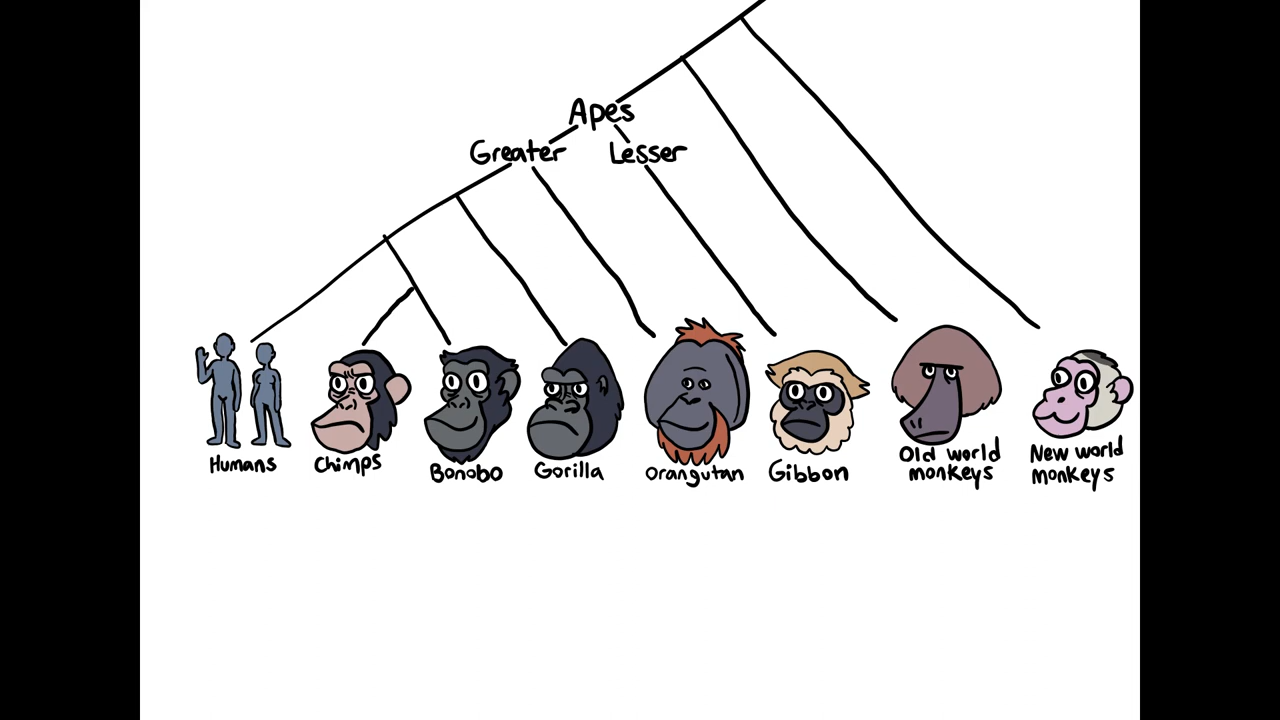 Apes
Greater
Lesser
Humans
Chimps
Bonobo
Gorilla
orangutan
Gibbon
Old world
monkeys
New world
monkeys